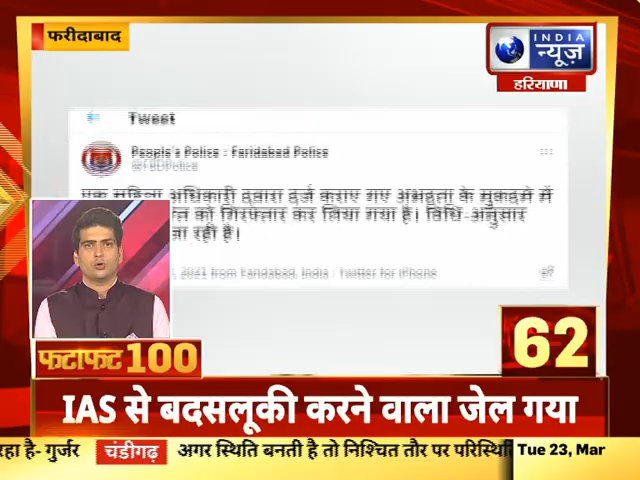 फरीदाबाद
INDIA
न्यूज़
हरियाणा
Tweet
People's Police - Faridabad Police
@FBDPolice
एक महिला अधिकारी द्वारा दर्ज कराए गए अभद्रता के मुकदमे में
को गिरफ्तार कर लिया गया है। विधि-अनुसार
जा रही है।
2021 from Faridabad, India · Twitter for iPhone
फटाफट 100
62
IAS से बदसलूकी करने वाला जेल गया
रहा है- गुर्जर चंडीगढ़ अगर स्थिति बनती है तो निश्चित तौर पर Tue 23, Mar